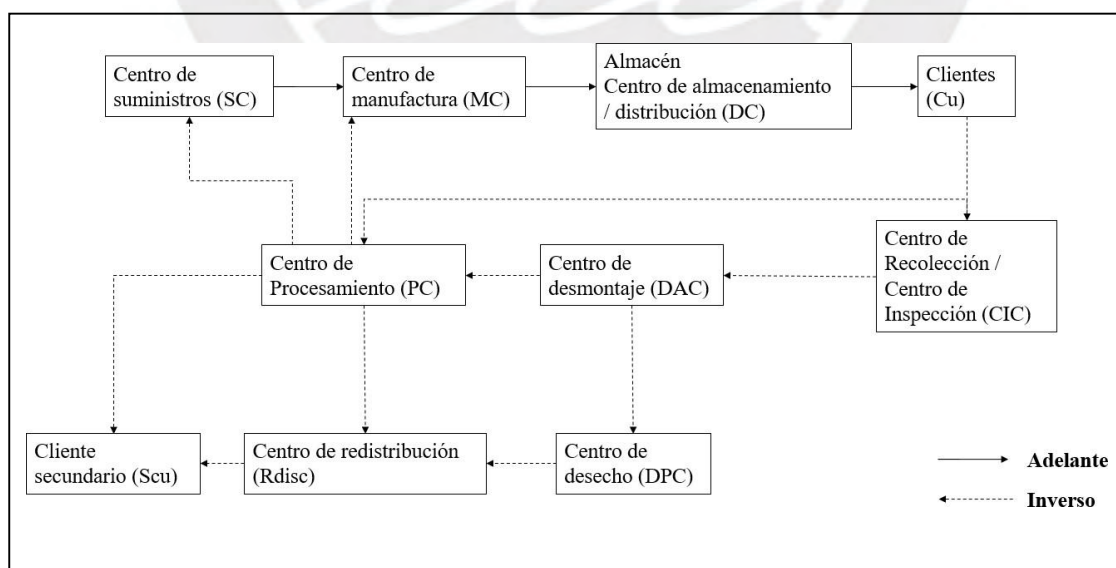 Centro de
suministros (SC)
Centro de
manufactura (MC)
Almacén
Centro de almacenamiento
/ distribución (DC)
Clientes
(Cu)
Centro de
Procesamiento (PC)
Centro de
desmontaje (DAC)
Centro de
Recolección /
Centro de
Inspección (CIC)
Cliente
secundario (Scu)
Centro de redistribución
(Rdisc)
Centro de
desecho (DPC)
Adelante
Inverso